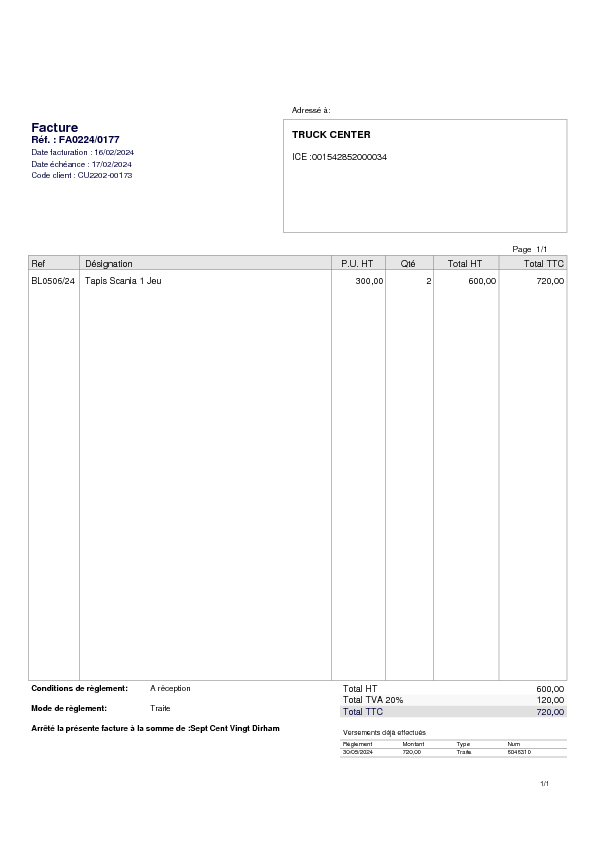 Adressé à:
Facture
Réf. : FA0224/0177
Date facturation : 16/02/2024
Date échéance : 17/02/2024
Code client : CU2202-00173
TRUCK CENTER
ICE :001542852000034
Page 1/1
Ref Désignation P.U. HT Qté Total HT Total TTC
BL0506/24 Tapis Scania 1 Jeu 300,00 2 600,00 720,00
Conditions de règlement: A réception
Mode de règlement: Traite
Arrêté la présente facture à la somme de :Sept Cent Vingt Dirham
Total HT 600,00
Total TVA 20% 120,00
Total TTC 720,00
Versements déjà effectués
Règlement Montant Type Num
30/05/2024 720,00 Traite 6046310
1/1